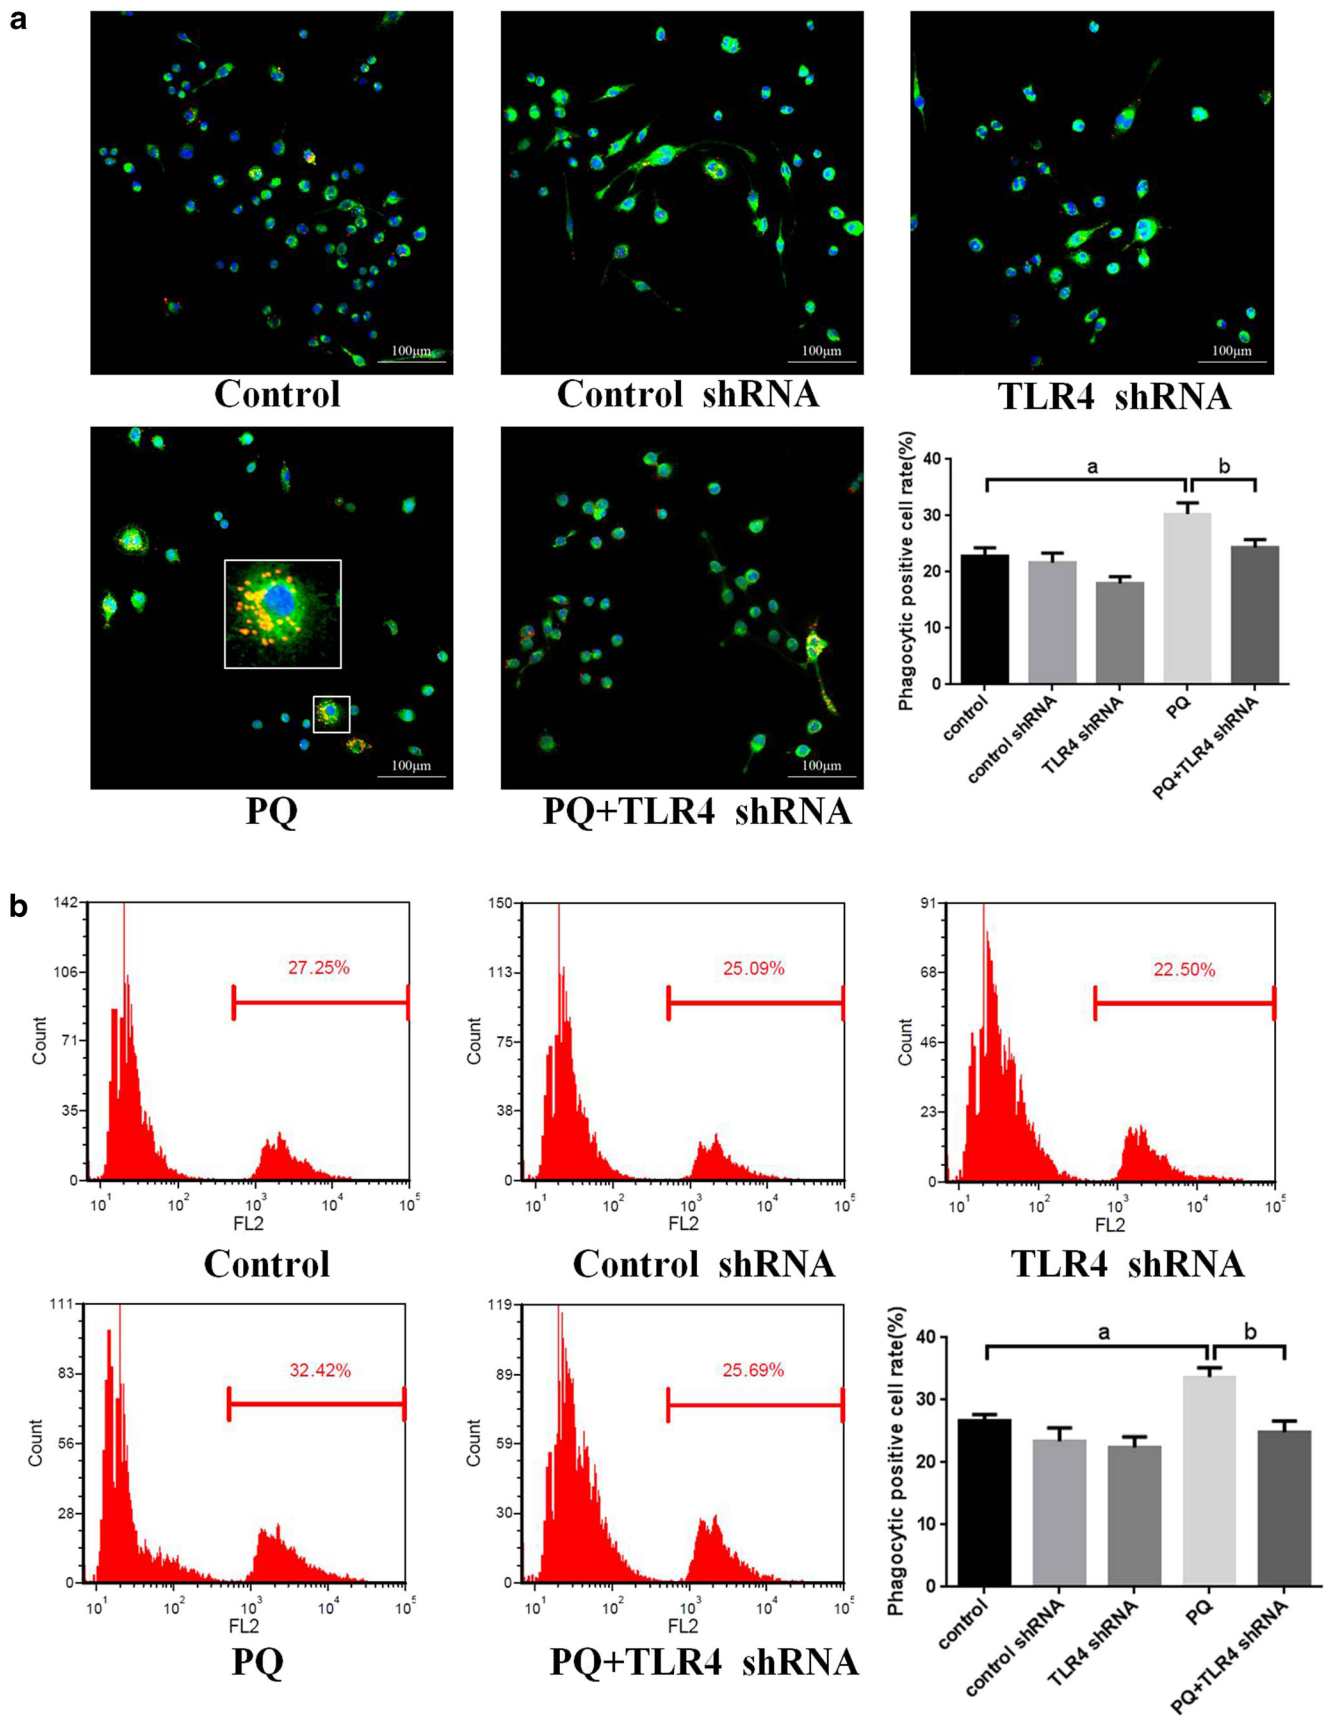 a
100μm
100μm
100μm
Control
Control shRNA
TLR4 shRNA
100μm
100μm
PQ
PQ+TLR4 shRNA
Phagocytic positive cell rate(%)
40
30
20
10
0
a
b
control
control shRNA
TLR4 shRNA
PQ
PQ+TLR4 shRNA
b
142
106
71
35
0
Count
27.25%
10¹ 10² 10³ 10⁴ 10⁵
FL2
Control
150
113
75
38
0
Count
25.09%
10¹ 10² 10³ 10⁴ 10⁵
FL2
Control shRNA
91
68
46
23
0
Count
22.50%
10¹ 10² 10³ 10⁴ 10⁵
FL2
TLR4 shRNA
111
83
56
28
0
Count
32.42%
10¹ 10² 10³ 10⁴ 10⁵
FL2
PQ
119
89
59
30
0
Count
25.69%
10¹ 10² 10³ 10⁴ 10⁵
FL2
PQ+TLR4 shRNA
Phagocytic positive cell rate(%)
40
30
20
10
0
a
b
control
control shRNA
TLR4 shRNA
PQ
PQ+TLR4 shRNA